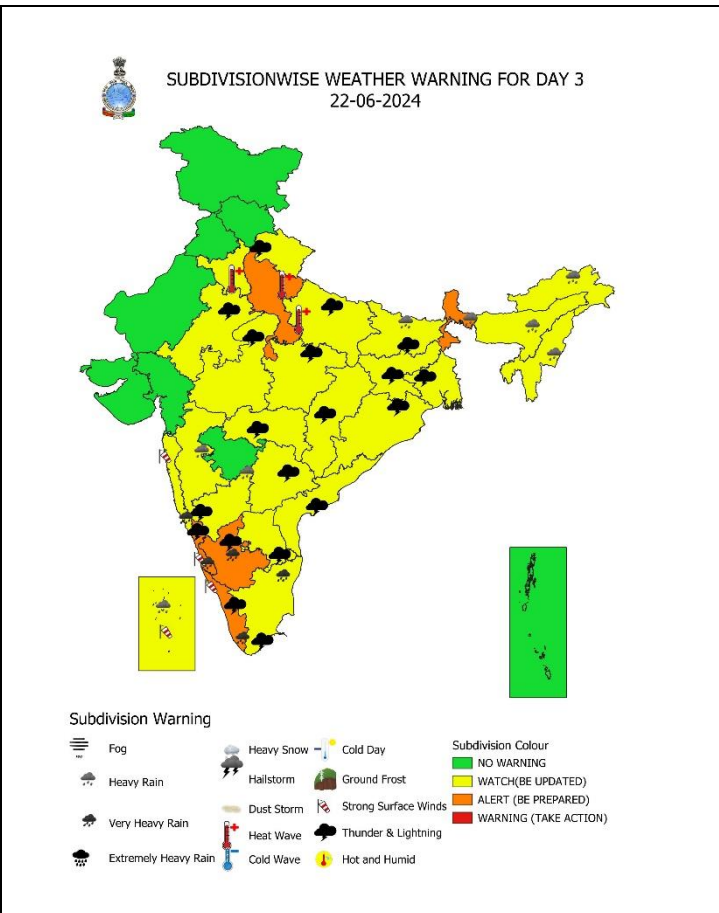 SUBDIVISIONWISE WEATHER WARNING FOR DAY 3
22-06-2024
Subdivision Warning
Fog
Heavy Rain
Very Heavy Rain
Extremely Heavy Rain
Heavy Snow
Hailstorm
Dust Storm
Heat Wave
Cold Wave
Cold Day
Ground Frost
Strong Surface Winds
Thunder & Lightning
Hot and Humid
Subdivision Colour
NO WARNING
WATCH(BE UPDATED)
ALERT (BE PREPARED)
WARNING (TAKE ACTION)